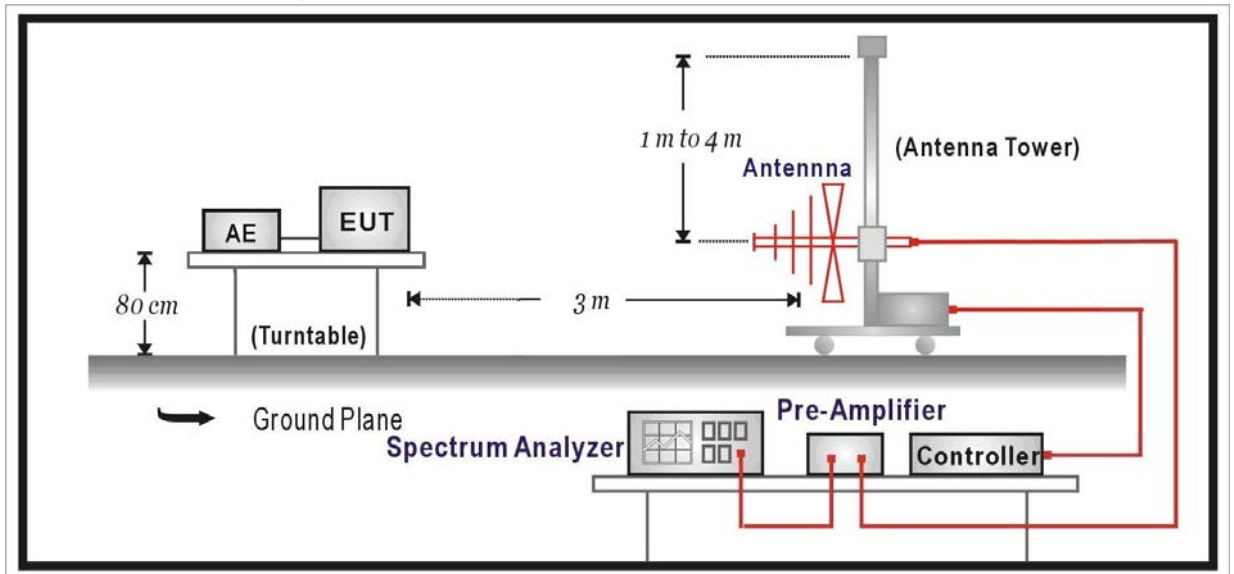 1 m to 4 m
(Antenna Tower)
Antennna
AE
EUT
80 cm
3 m
(Turntable)
Ground Plane
Pre-Amplifier
Spectrum Analyzer
Controller